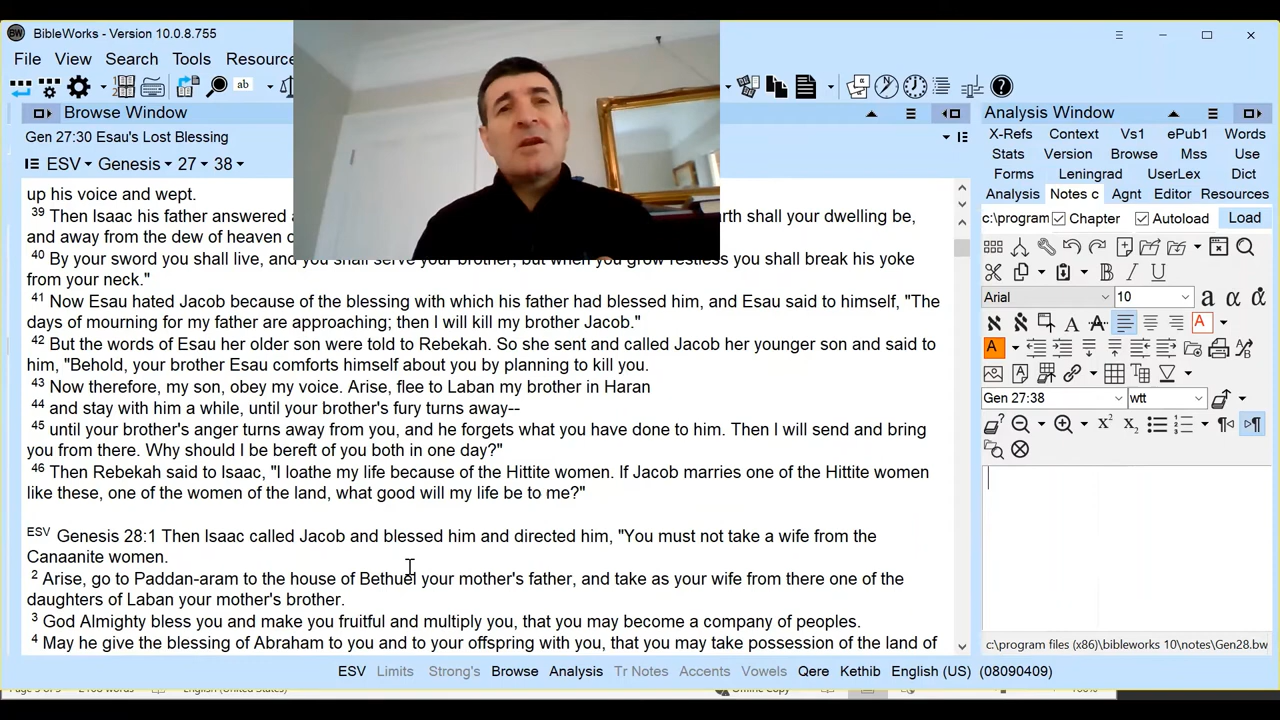 BibleWorks - Version 10.0.8.755
File View Search Tools Resource
ab
Browse Window
Gen 27:30 Esau's Lost Blessing
ESV Genesis 27 38
up his voice and wept.
39 Then Isaac his father answered a rth shall your dwelling be,
and away from the dew of heaven o
40 By your sword you shall live, and you shall serve your brother; but when you grow restless you shall break his yoke
from your neck."
41 Now Esau hated Jacob because of the blessing with which his father had blessed him, and Esau said to himself, "The
days of mourning for my father are approaching; then I will kill my brother Jacob."
42 But the words of Esau her older son were told to Rebekah. So she sent and called Jacob her younger son and said to
him, "Behold, your brother Esau comforts himself about you by planning to kill you.
43 Now therefore, my son, obey my voice. Arise, flee to Laban my brother in Haran
44 and stay with him a while, until your brother's fury turns away--
45 until your brother's anger turns away from you, and he forgets what you have done to him. Then I will send and bring
you from there. Why should I be bereft of you both in one day?"
46 Then Rebekah said to Isaac, "I loathe my life because of the Hittite women. If Jacob marries one of the Hittite women
like these, one of the women of the land, what good will my life be to me?"
ESV Genesis 28:1 Then Isaac called Jacob and blessed him and directed him, "You must not take a wife from the
Canaanite women.
2 Arise, go to Paddan-aram to the house of Bethuel your mother's father, and take as your wife from there one of the
daughters of Laban your mother's brother.
3 God Almighty bless you and make you fruitful and multiply you, that you may become a company of peoples.
4 May he give the blessing of Abraham to you and to your offspring with you, that you may take possession of the land of
Analysis Window
X-Refs Context Vs1 ePub1 Words
Stats Version Browse Mss Use
Forms Leningrad UserLex Dict
Analysis Notes c Agnt Editor Resources
c:\program Chapter Autoload Load
B I U
Arial 10 a α
א A A A
A
Gen 27:38 wtt
X² X₂
c:\program files (x86)\bibleworks 10\notes\Gen28.bw
ESV Limits Strong's Browse Analysis Tr Notes Accents Vowels Qere Kethib English (US) (08090409)